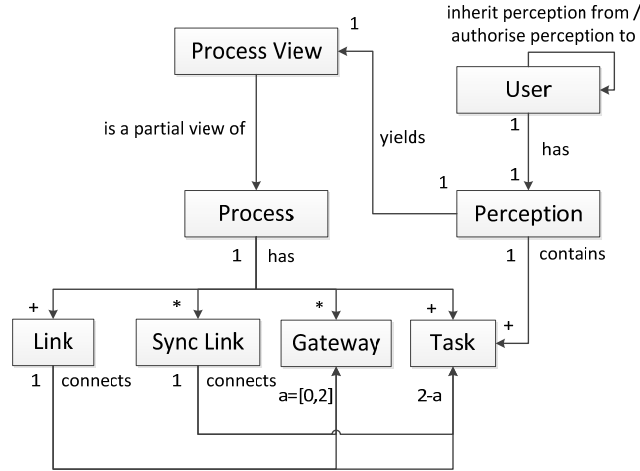 inherit perception from /
authorise perception to
1
Process View
User
1
is a partial view of
yields
has
1
1
Process
Perception
1
has
1
contains
+
*
*
+
+
Link
Sync Link
Gateway
Task
1
connects
1
connects
a=[0,2]
2-a